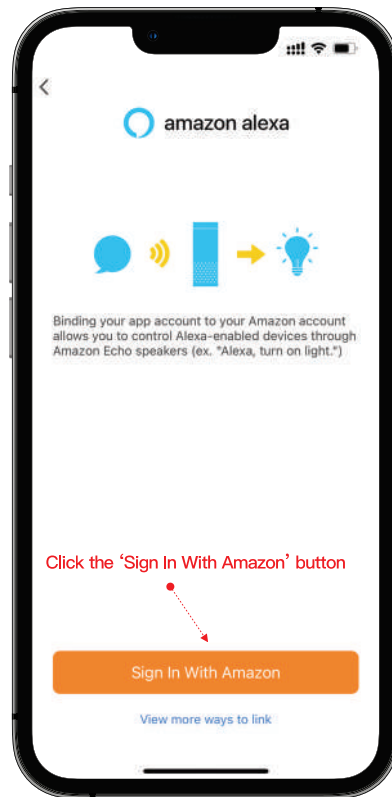 amazon alexa
Binding your app account to your Amazon account
allows you to control Alexa-enabled devices through
Amazon Echo speakers (ex. "Alexa, turn on light.")
Click the ‘Sign In With Amazon’ button
Sign In With Amazon
View more ways to link